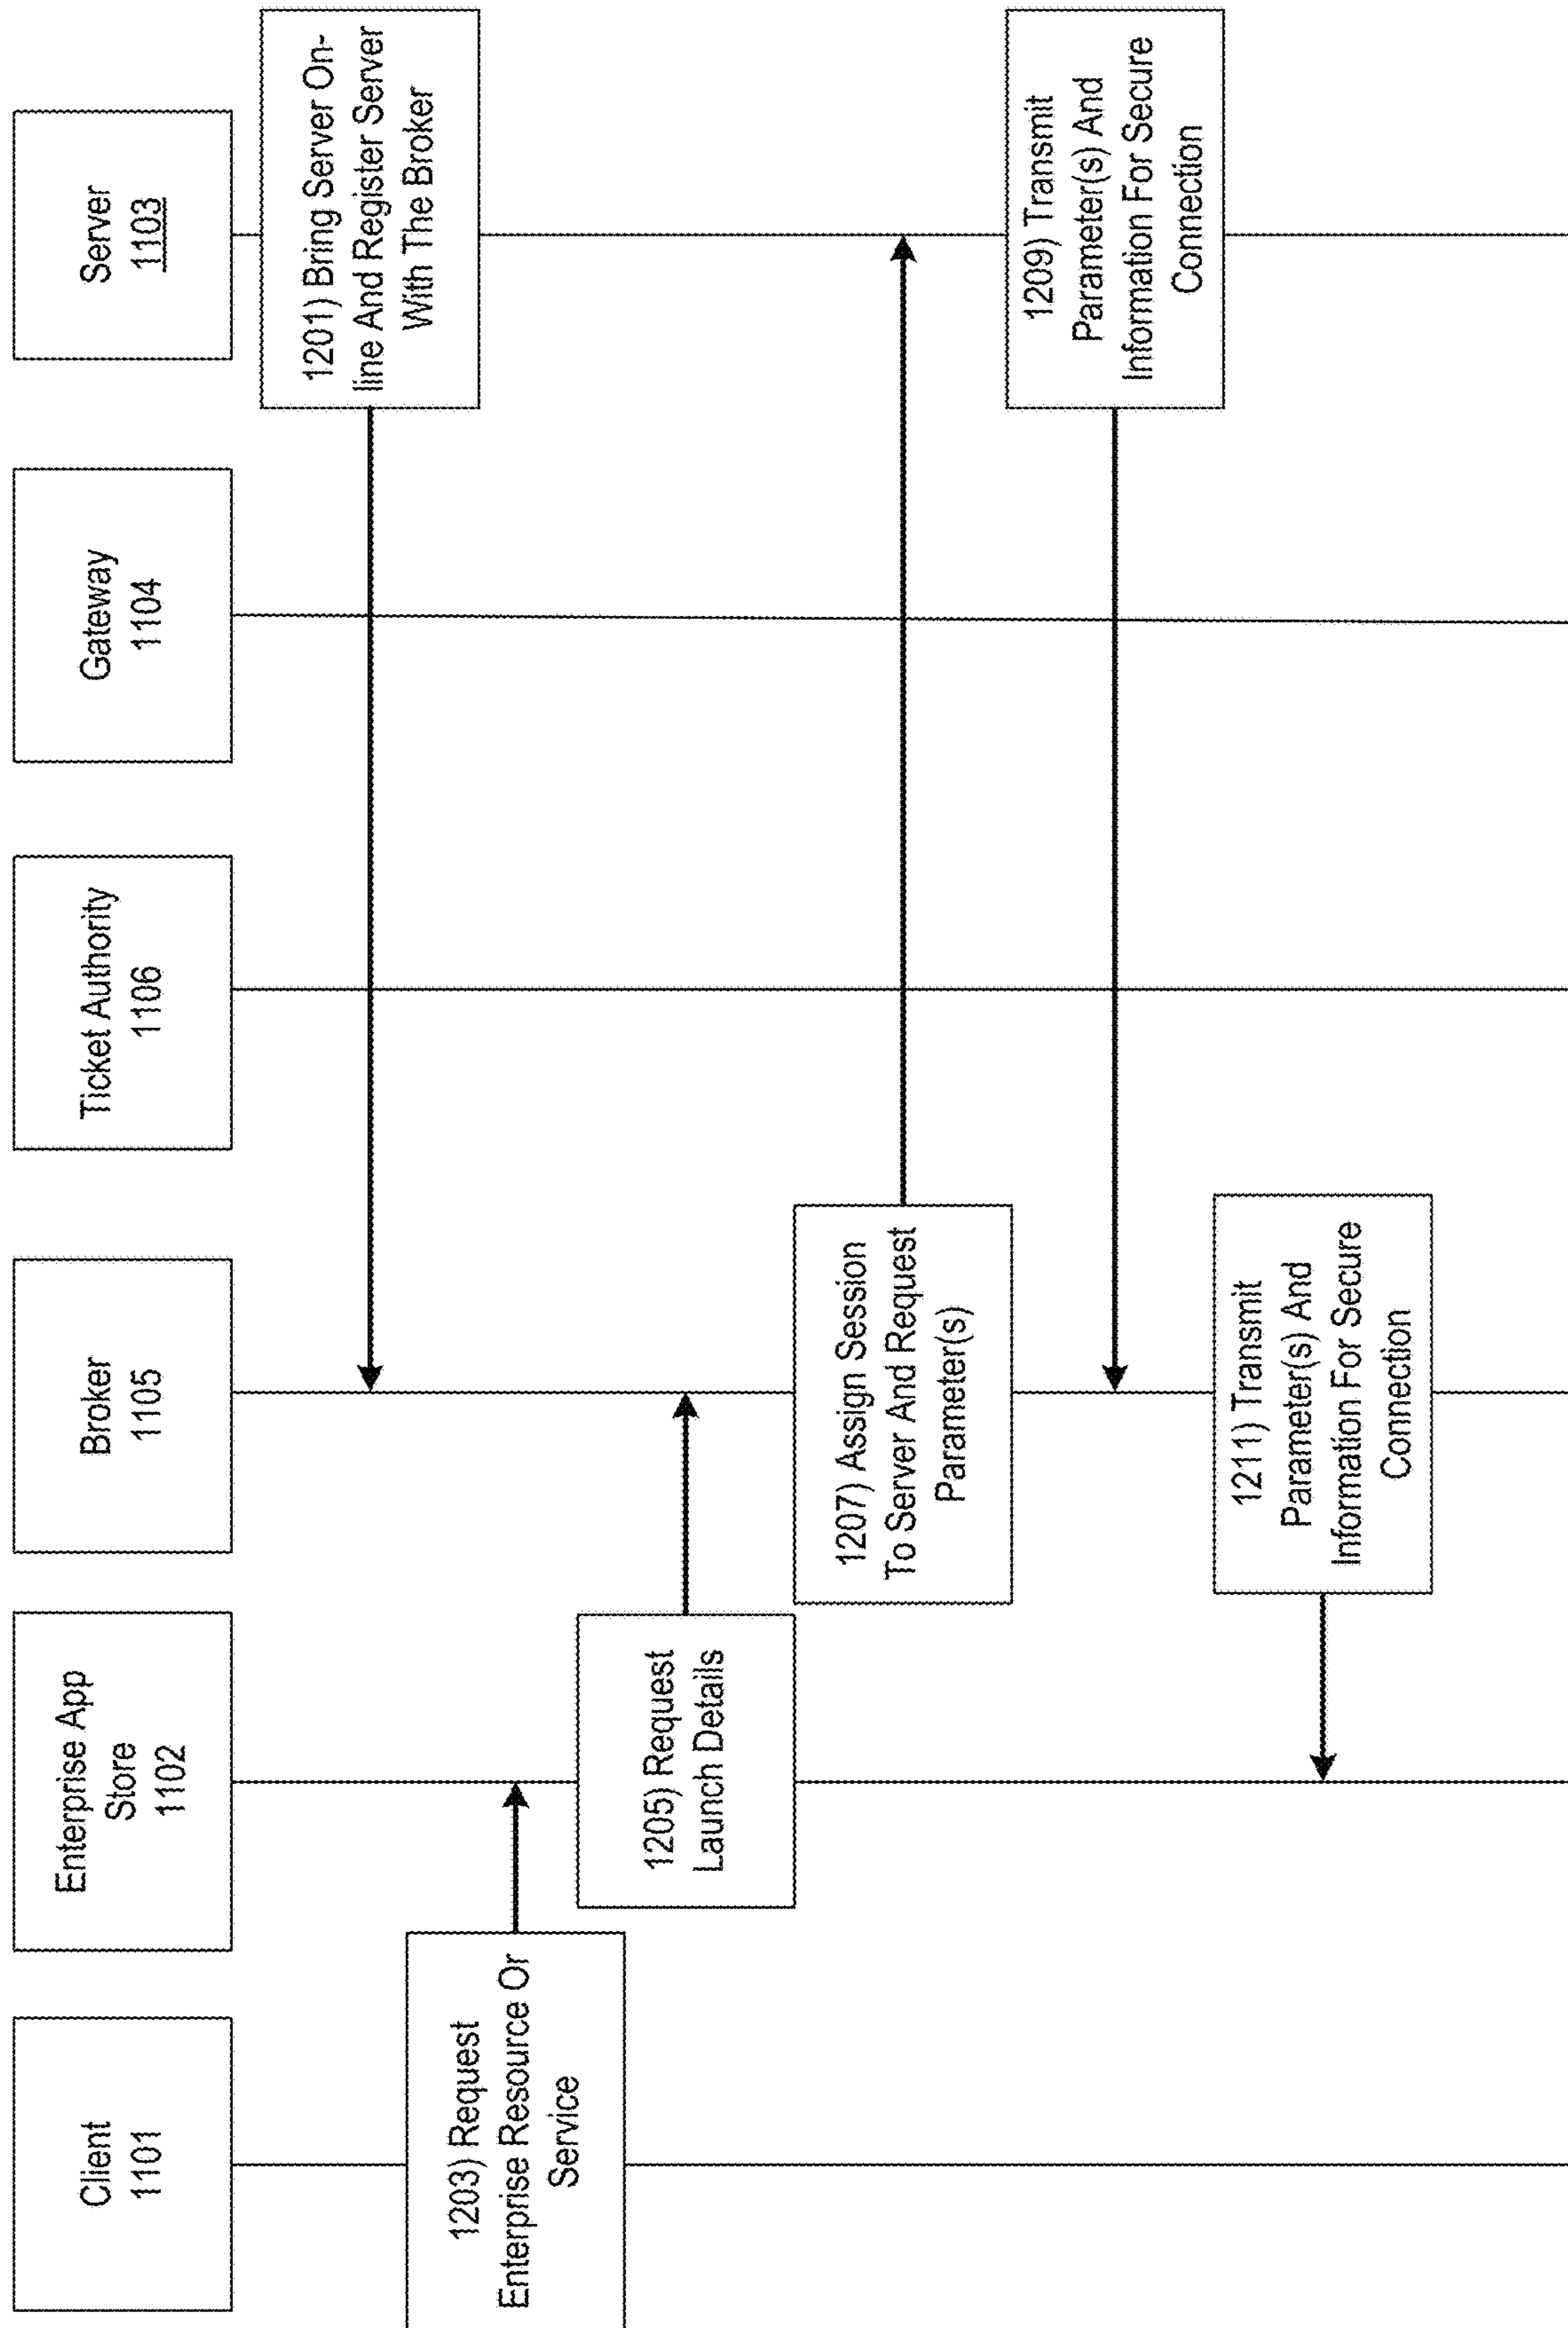 Client
1101
Enterprise App
Store
1102
Broker
1105
Ticket Authority
1106
Gateway
1104
Server
1103
1201) Bring Server On-
line And Register Server
With The Broker
1203) Request
Enterprise Resource Or
Service
1205) Request
Launch Details
1207) Assign Session
To Server And Request
Parameter(s)
1209) Transmit
Parameter(s) And
Information For Secure
Connection
1211) Transmit
Parameter(s) And
Information For Secure
Connection